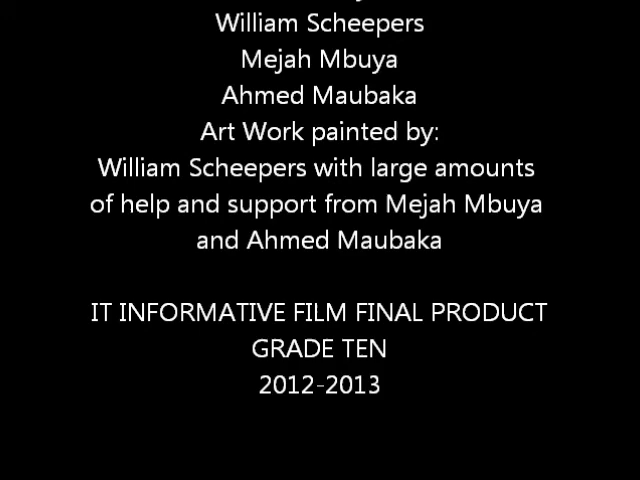 William Scheepers
Mejah Mbuya
Ahmed Maubaka
Art Work painted by:
William Scheepers with large amounts
of help and support from Mejah Mbuya
and Ahmed Maubaka
IT INFORMATIVE FILM FINAL PRODUCT
GRADE TEN
2012-2013